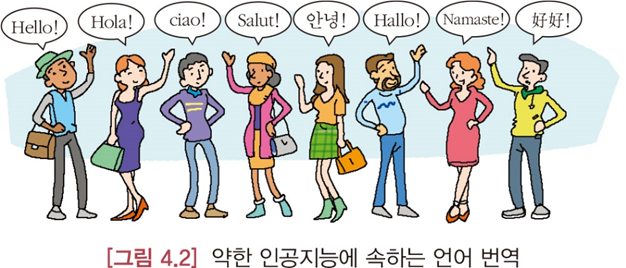 Hello!
Hola!
ciao!
Salut!
안녕!
Hallo!
Namaste!
好好!
[그림 4.2] 약한 인공지능에 속하는 언어 번역